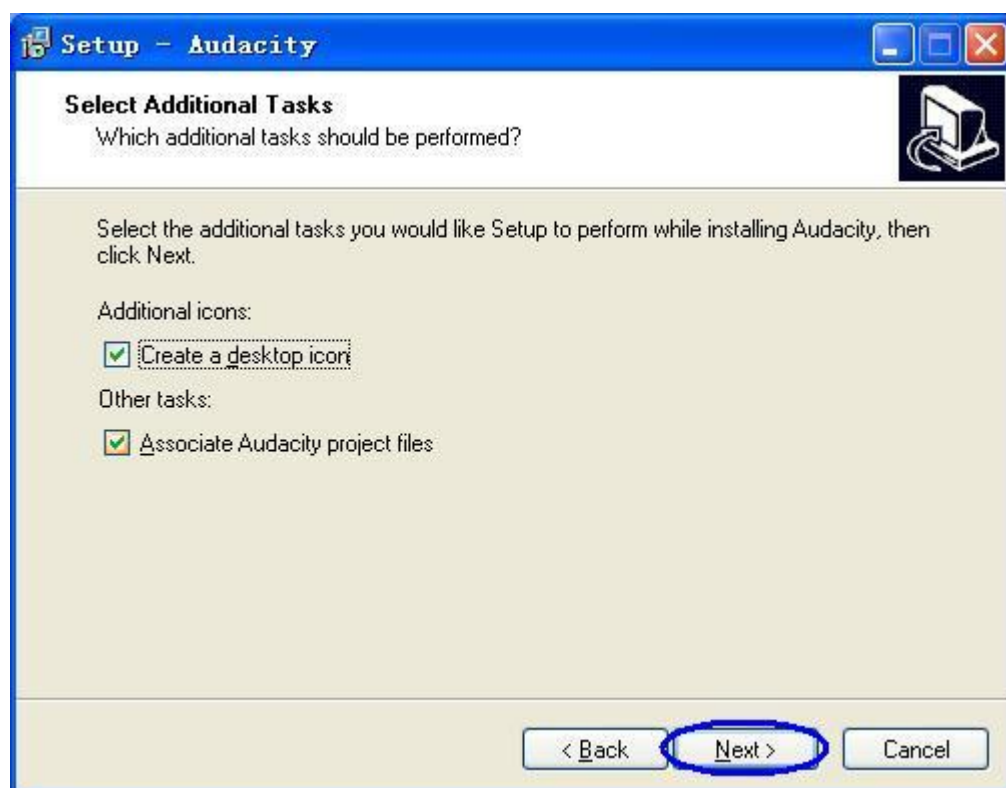 Setup - Audacity
Select Additional Tasks
Which additional tasks should be performed?
Select the additional tasks you would like Setup to perform while installing Audacity, then
click Next.
Additional icons:
Create a desktop icon
Other tasks:
Associate Audacity project files
< Back
Next >
Cancel